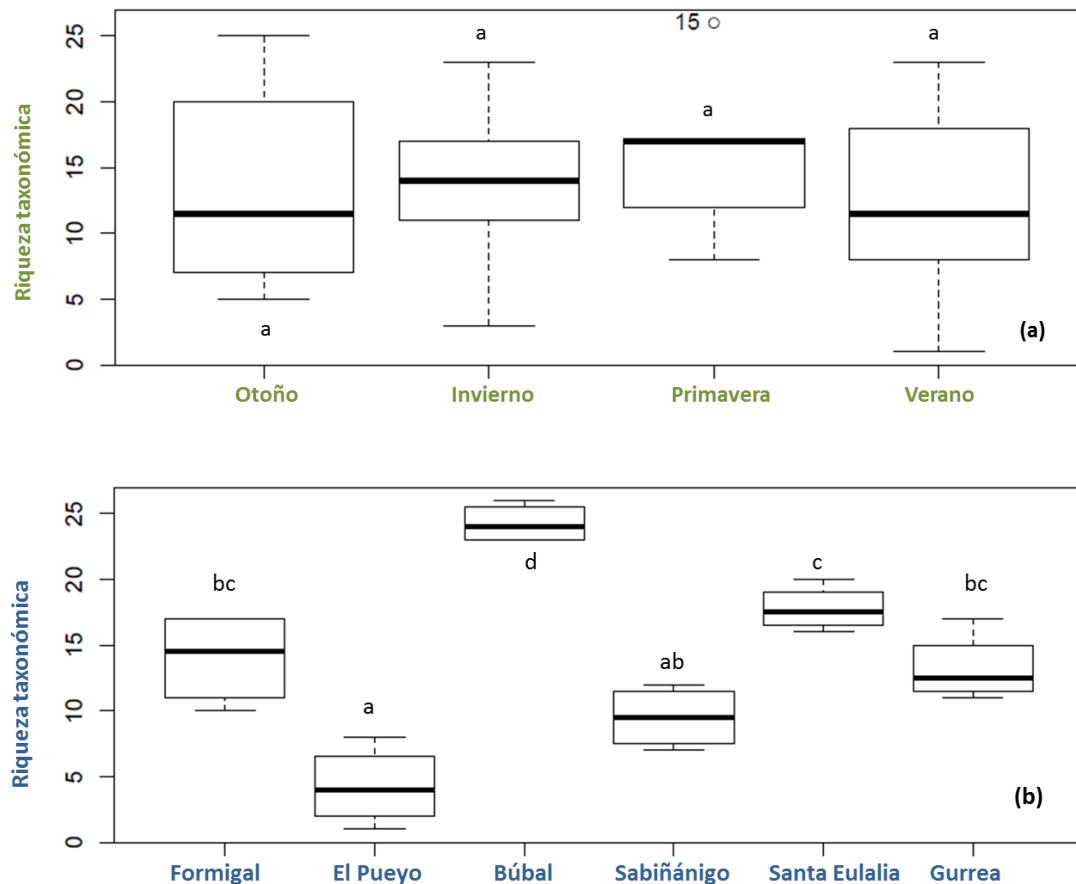 Riqueza taxonómica
25
20
15
10
5
0
a
a
15
a
a
(a)
Otoño Invierno Primavera Verano
Riqueza taxonómica
25
20
15
10
5
0
bc
a
d
ab
c
bc
(b)
Formigal El Pueyo Búbal Sabiñánigo Santa Eulalia Gurrea